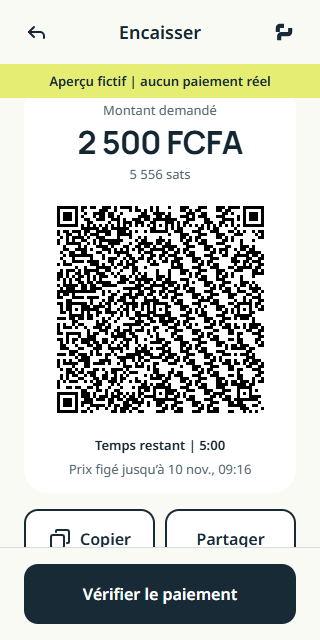 Encaisser
Aperçu fictif | aucun paiement réel
Montant demandé
2 500 FCFA
5 556 sats
Temps restant | 5:00
Prix figé jusqu’à 10 nov., 09:16
Copier
Partager
Vérifier le paiement